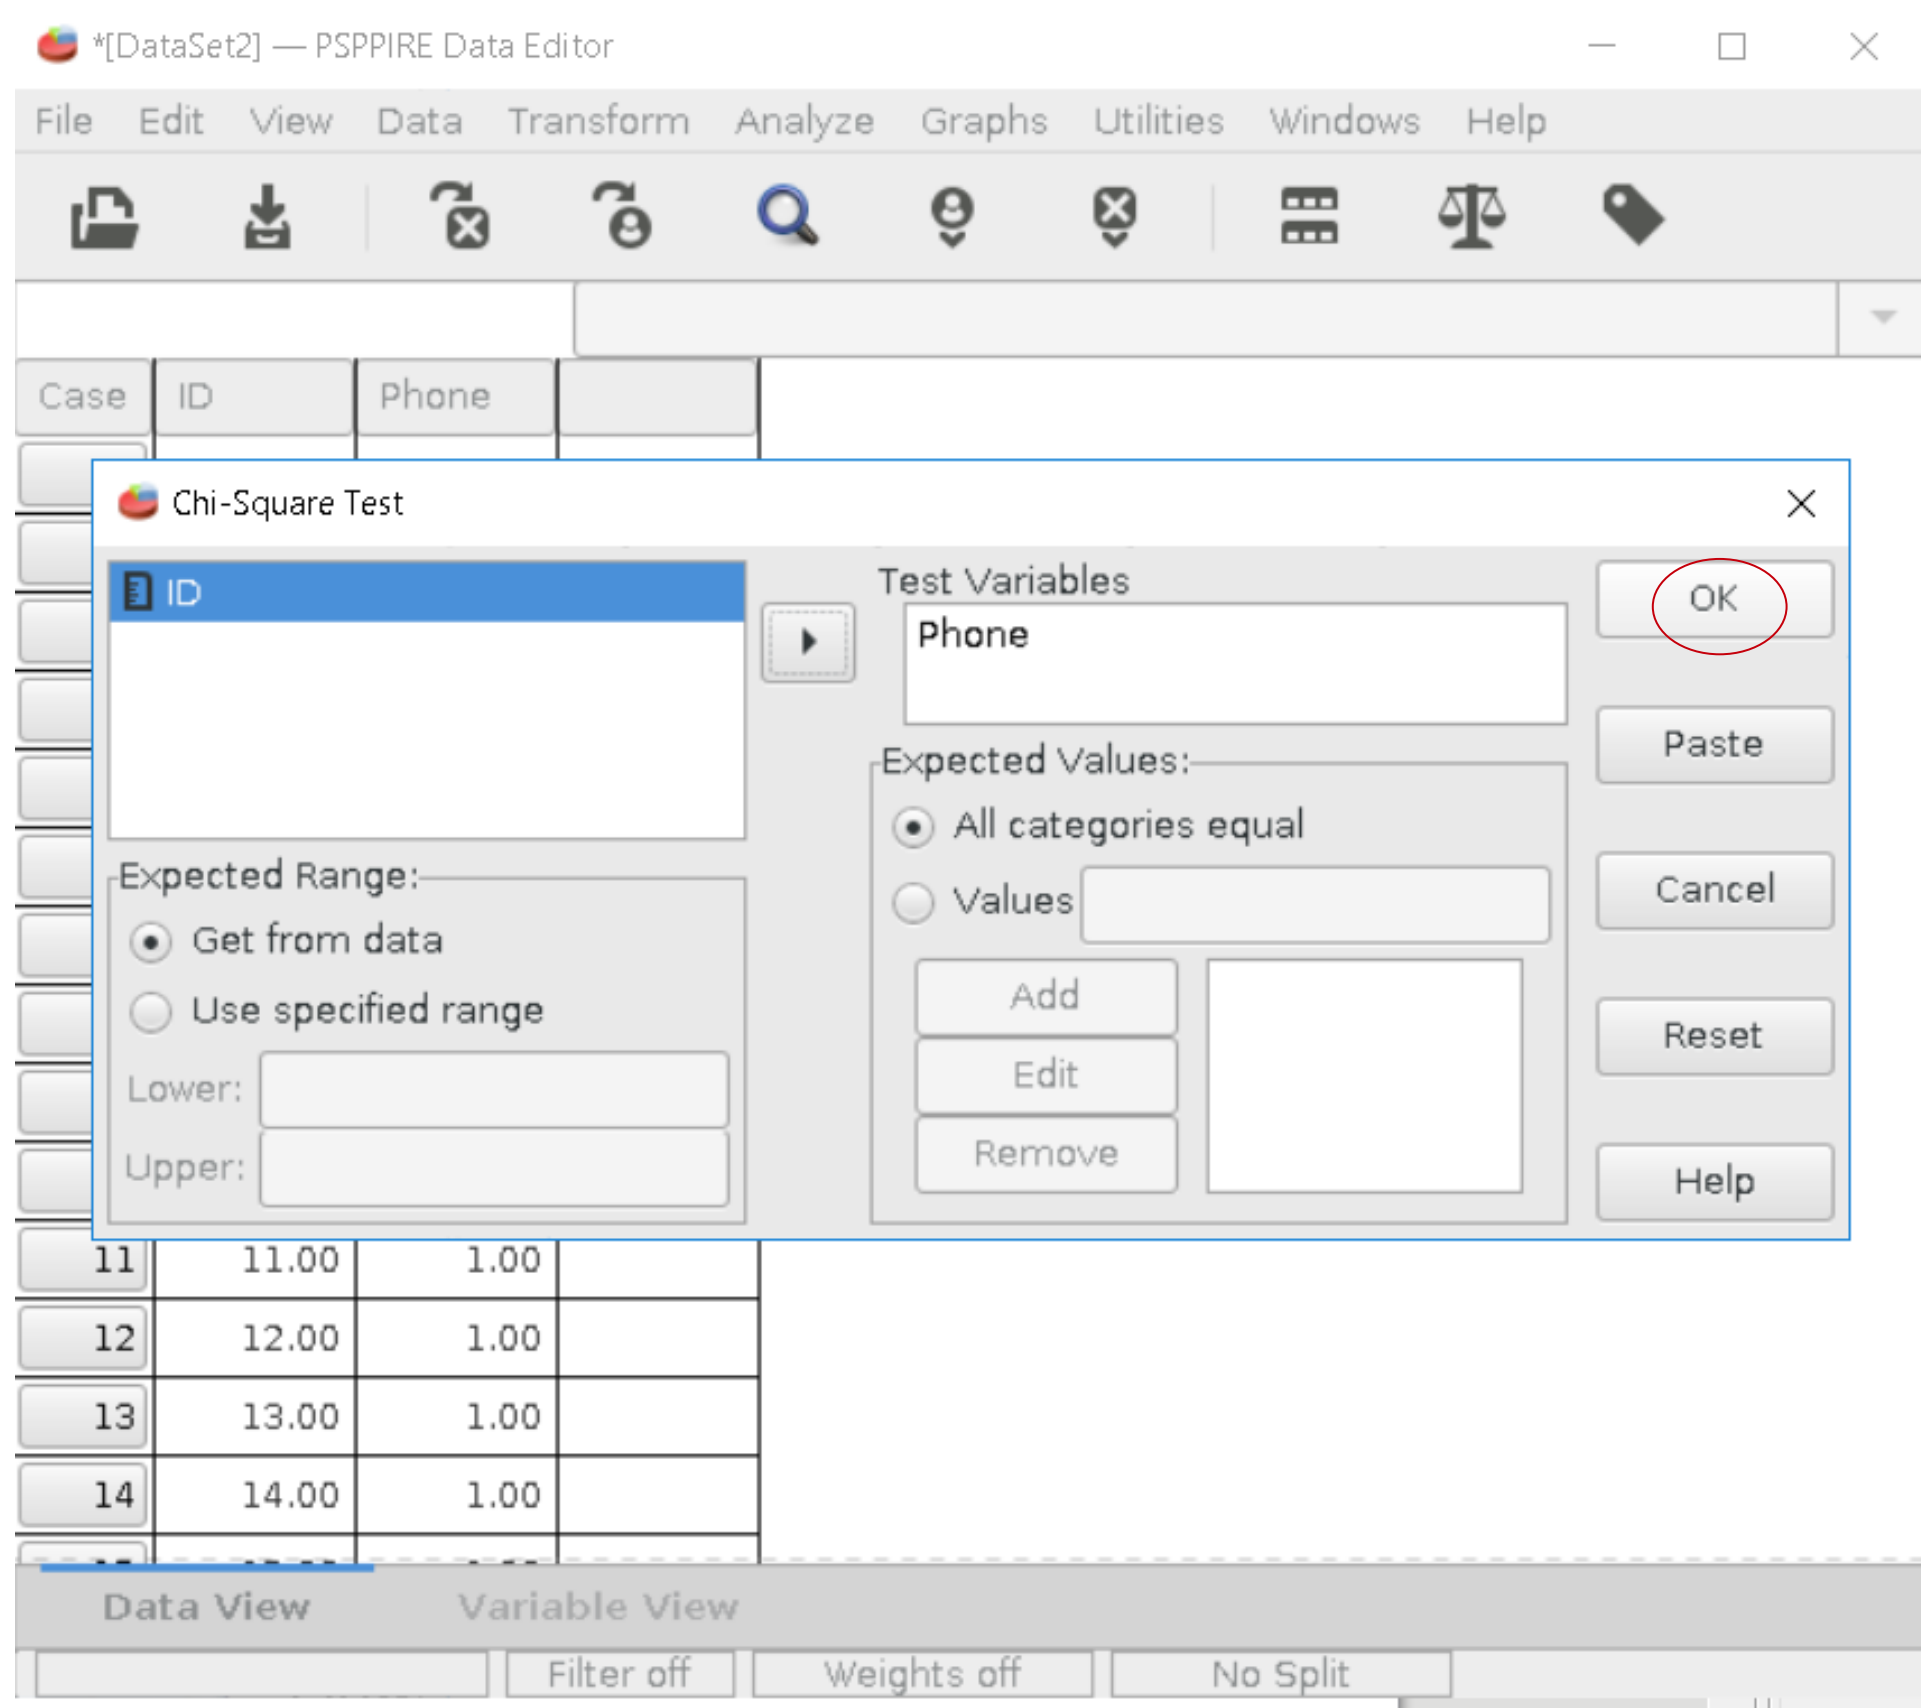 *[DataSet2] — PSPPIRE Data Editor
File Edit View Data Transform Analyze Graphs Utilities Windows Help
Case ID Phone
Chi-Square Test
ID
Test Variables
Phone
OK
Paste
Expected Values:
All categories equal
Values
Add
Edit
Remove
Cancel
Reset
Help
Expected Range:
Get from data
Use specified range
Lower:
Upper:
11 11.00 1.00
12 12.00 1.00
13 13.00 1.00
14 14.00 1.00
Data View Variable View
Filter off Weights off No Split